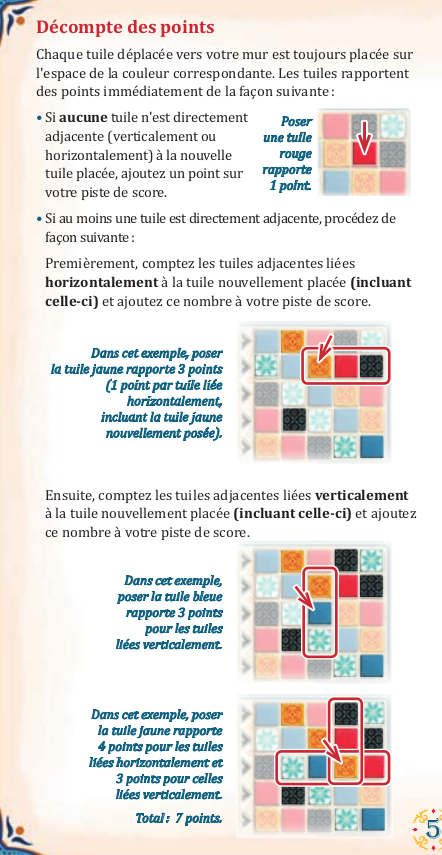 Décompte des points
Chaque tuile déplacée vers votre mur est toujours placée sur
l'espace de la couleur correspondante. Les tuiles rapportent
des points immédiatement de la façon suivante :
• Si aucune tuile n'est directement
adjacente (verticalement ou
horizontalement) à la nouvelle
tuile placée, ajoutez un point sur
votre piste de score.
Poser
une tuile
rouge
rapporte
1 point.
• Si au moins une tuile est directement adjacente, procédez de
façon suivante :
Premièrement, comptez les tuiles adjacentes liées
horizontalement à la tuile nouvellement placée (incluant
celle-ci) et ajoutez ce nombre à votre piste de score.
Dans cet exemple, poser
la tuile jaune rapporte 3 points
(1 point par tuile liée
horizontalement,
incluant la tuile jaune
nouvellement posée).
Ensuite, comptez les tuiles adjacentes liées verticalement
à la tuile nouvellement placée (incluant celle-ci) et ajoutez
ce nombre à votre piste de score.
Dans cet exemple,
poser la tuile bleue
rapporte 3 points
pour les tuiles
liées verticalement.
Dans cet exemple, poser
la tuile jaune rapporte
4 points pour les tuiles
liées horizontalement et
3 points pour celles
liées verticalement.
Total : 7 points.
5